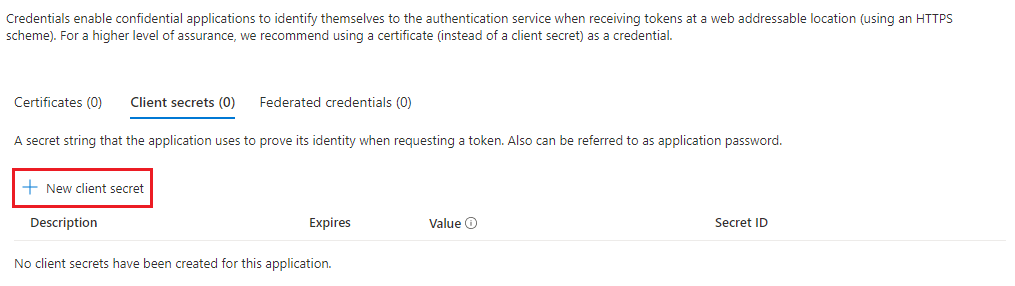 Credentials enable confidential applications to identify themselves to the authentication service when receiving tokens at a web addressable location (using an HTTPS
scheme). For a higher level of assurance, we recommend using a certificate (instead of a client secret) as a credential.
Certificates (0) Client secrets (0) Federated credentials (0)
A secret string that the application uses to prove its identity when requesting a token. Also can be referred to as application password.
New client secret
Description Expires Value Secret ID
No client secrets have been created for this application.